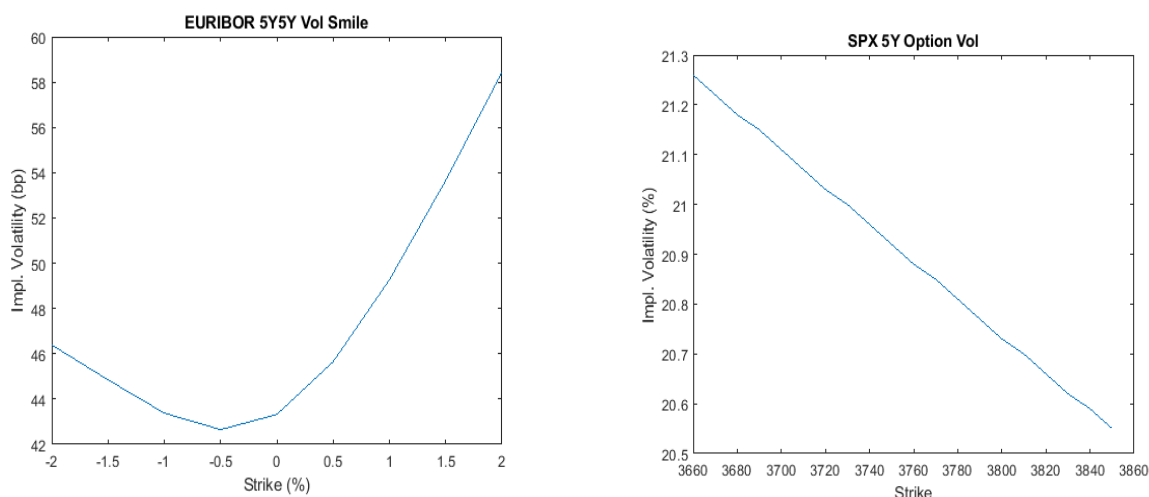 EURIBOR 5Y5Y Vol Smile
60
58
56
54
52
50
48
46
44
42
Impl. Volatility (bp)
-2 -1.5 -1 -0.5 0 0.5 1 1.5 2
Strike (%)
SPX 5Y Option Vol
21.3
21.2
21.1
21
20.9
20.8
20.7
20.6
20.5
Impl. Volatility (%)
3660 3680 3700 3720 3740 3760 3780 3800 3820 3840 3860
Strike